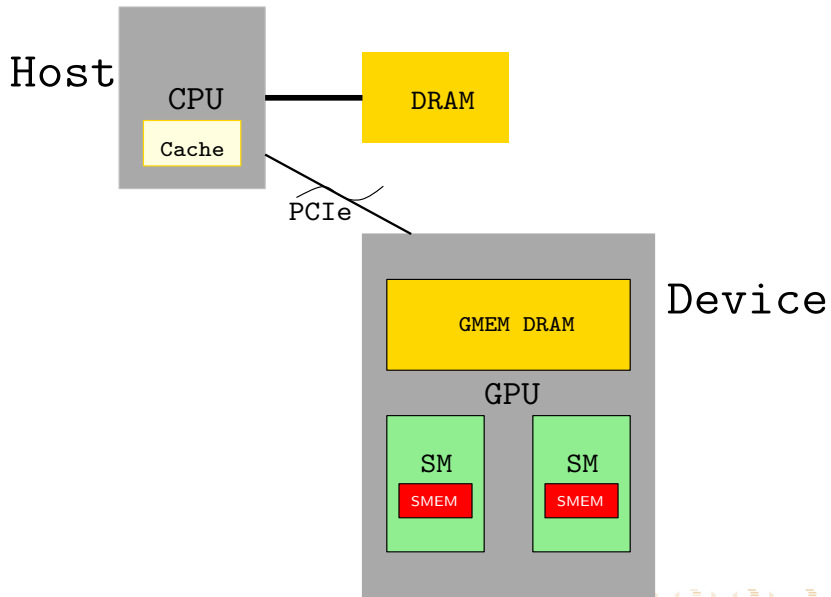 Host
CPU
DRAM
Cache
PCIe
Device
GMEM DRAM
GPU
SM
SM
SMEM
SMEM